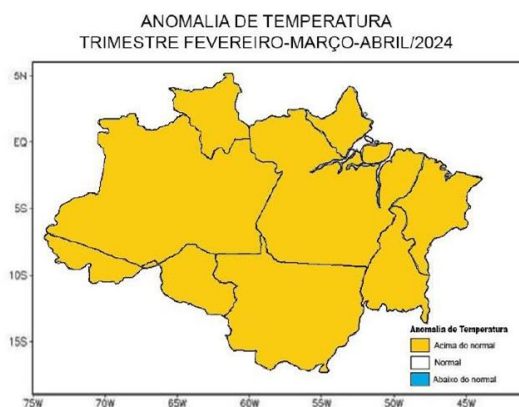 ANOMALIA DE TEMPERATURA
TRIMESTRE FEVEREIRO-MARÇO-ABRIL/2024
5N
EQ
5S
10S
15S
75W 70W 65W 60W 55W 50W 45W
Anomalia de Temperatura
Acima do normal
Normal
Abaixo do normal